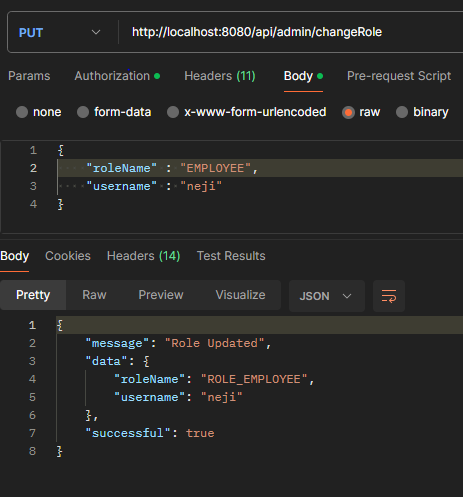 PUT http://localhost:8080/api/admin/changeRole
Params Authorization Headers (11) Body Pre-request Script
none form-data x-www-form-urlencoded raw binary
1 {
2 "roleName" : "EMPLOYEE",
3 "username" : "neji"
4 }
Body Cookies Headers (14) Test Results
Pretty Raw Preview Visualize JSON
1 {
2 "message": "Role Updated",
3 "data": {
4 "roleName": "ROLE_EMPLOYEE",
5 "username": "neji"
6 },
7 "successful": true
8 }